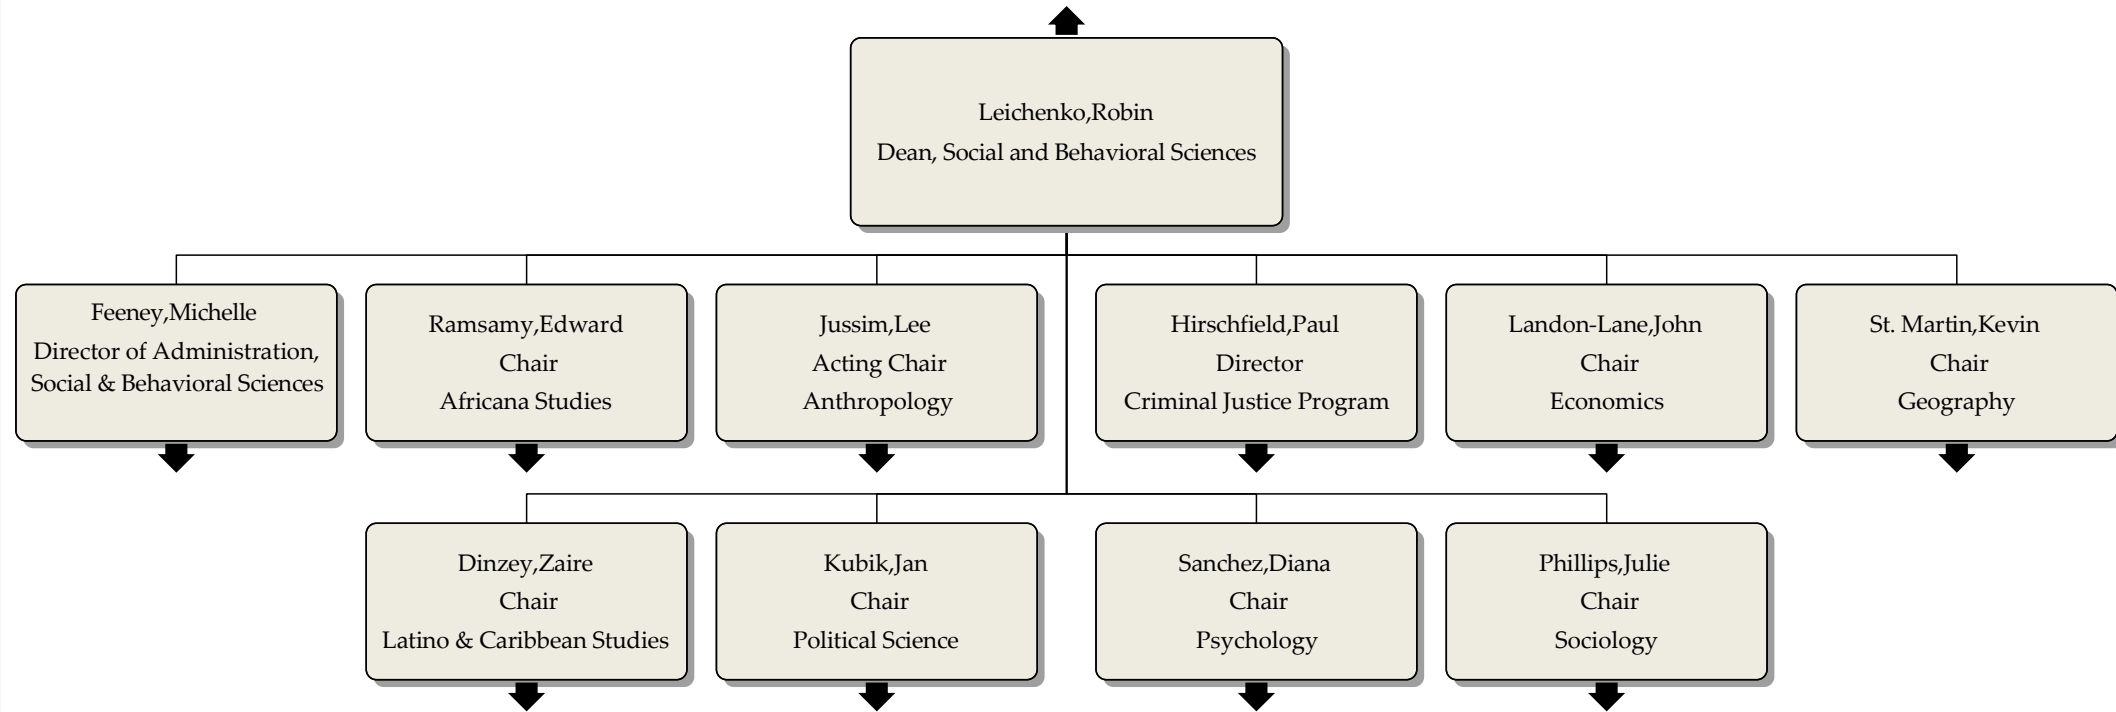 Leichenko,Robin
Dean, Social and Behavioral Sciences
Feeney,Michelle
Director of Administration,
Social & Behavioral Sciences
Ramsamy,Edward
Chair
Africana Studies
Jussim,Lee
Acting Chair
Anthropology
Hirschfield,Paul
Director
Criminal Justice Program
Landon-Lane,John
Chair
Economics
St. Martin,Kevin
Chair
Geography
Dinzey,Zaire
Chair
Latino & Caribbean Studies
Kubik,Jan
Chair
Political Science
Sanchez,Diana
Chair
Psychology
Phillips,Julie
Chair
Sociology